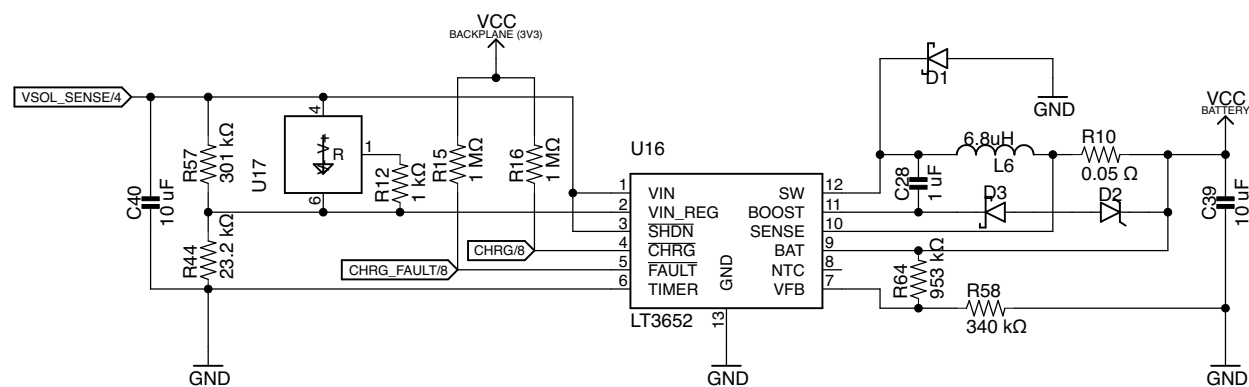 VCC
BACKPLANE (3V3)
VSOL_SENSE/4
C40
10 uF
R57
301 kΩ
R44
23.2 kΩ
U17
4
V+
R
1
6
R12
1 kΩ
R15
1 MΩ
R16
1 MΩ
CHRG/8
CHRG_FAULT/8
GND
U16
1 VIN
2 VIN_REG
3 SHDN
4 CHRG
5 FAULT
6 TIMER
SW 12
BOOST 11
SENSE 10
BAT 9
NTC 8
VFB 7
GND
13
LT3652
GND
D1
GND
6.8uH
L6
R10
0.05 Ω
C28
1 uF
D3
D2
VCC
BATTERY
C39
10 uF
R64
953 kΩ
R58
340 kΩ
GND